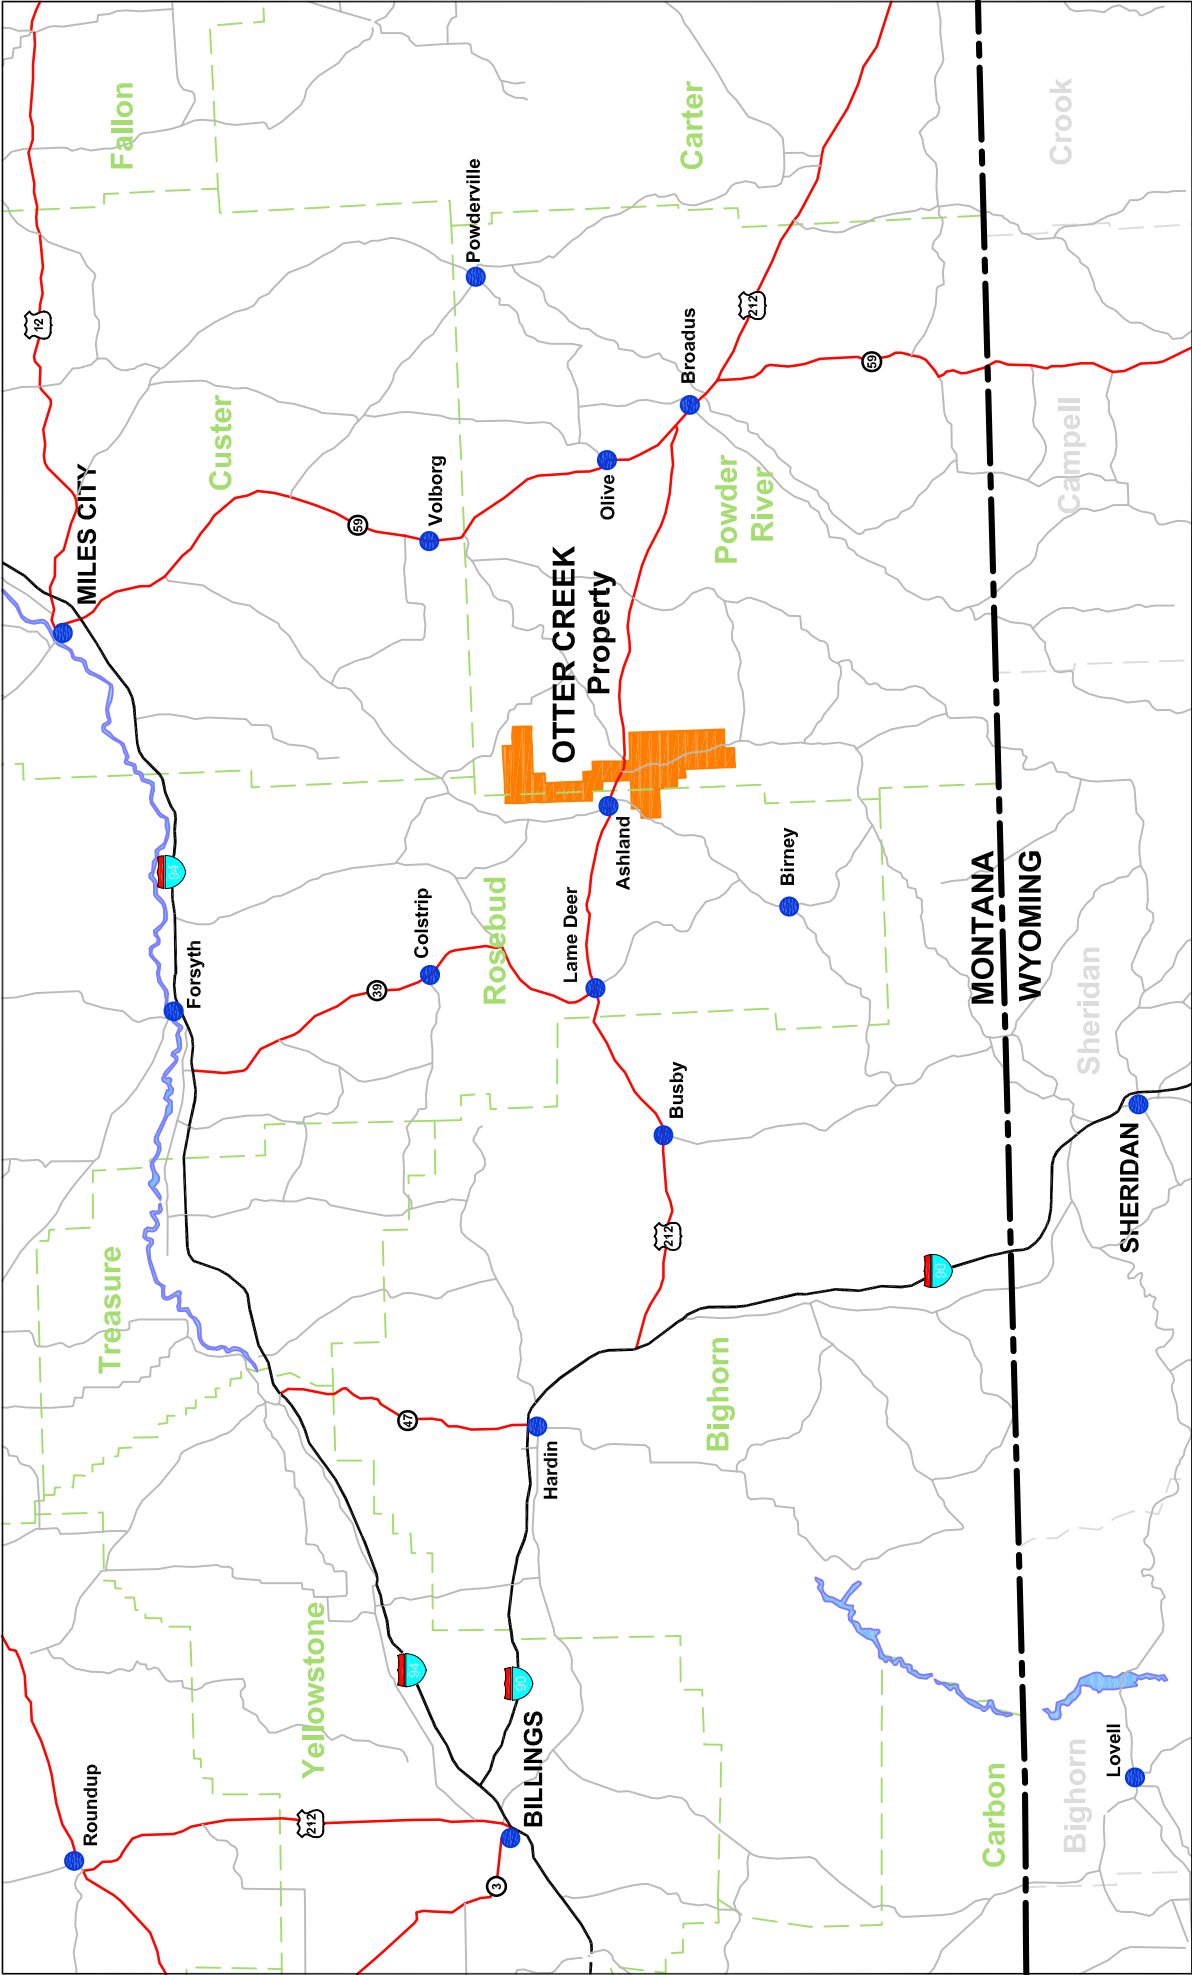 12
Roundup
MILES CITY
Treasure
Fallon
94
Forsyth
Custer
212
Yellowstone
59
39
47
94
Colstrip
Volborg
Powderville
3
Rosebud
90
BILLINGS
Hardin
OTTER CREEK
Property
Lame Deer
Olive
Ashland
212
Busby
Broadus
Carter
Bighorn
Powder
River
212
Birney
59
90
MONTANA
WYOMING
Carbon
Crook
Campell
Bighorn
Sheridan
Lovell
SHERIDAN